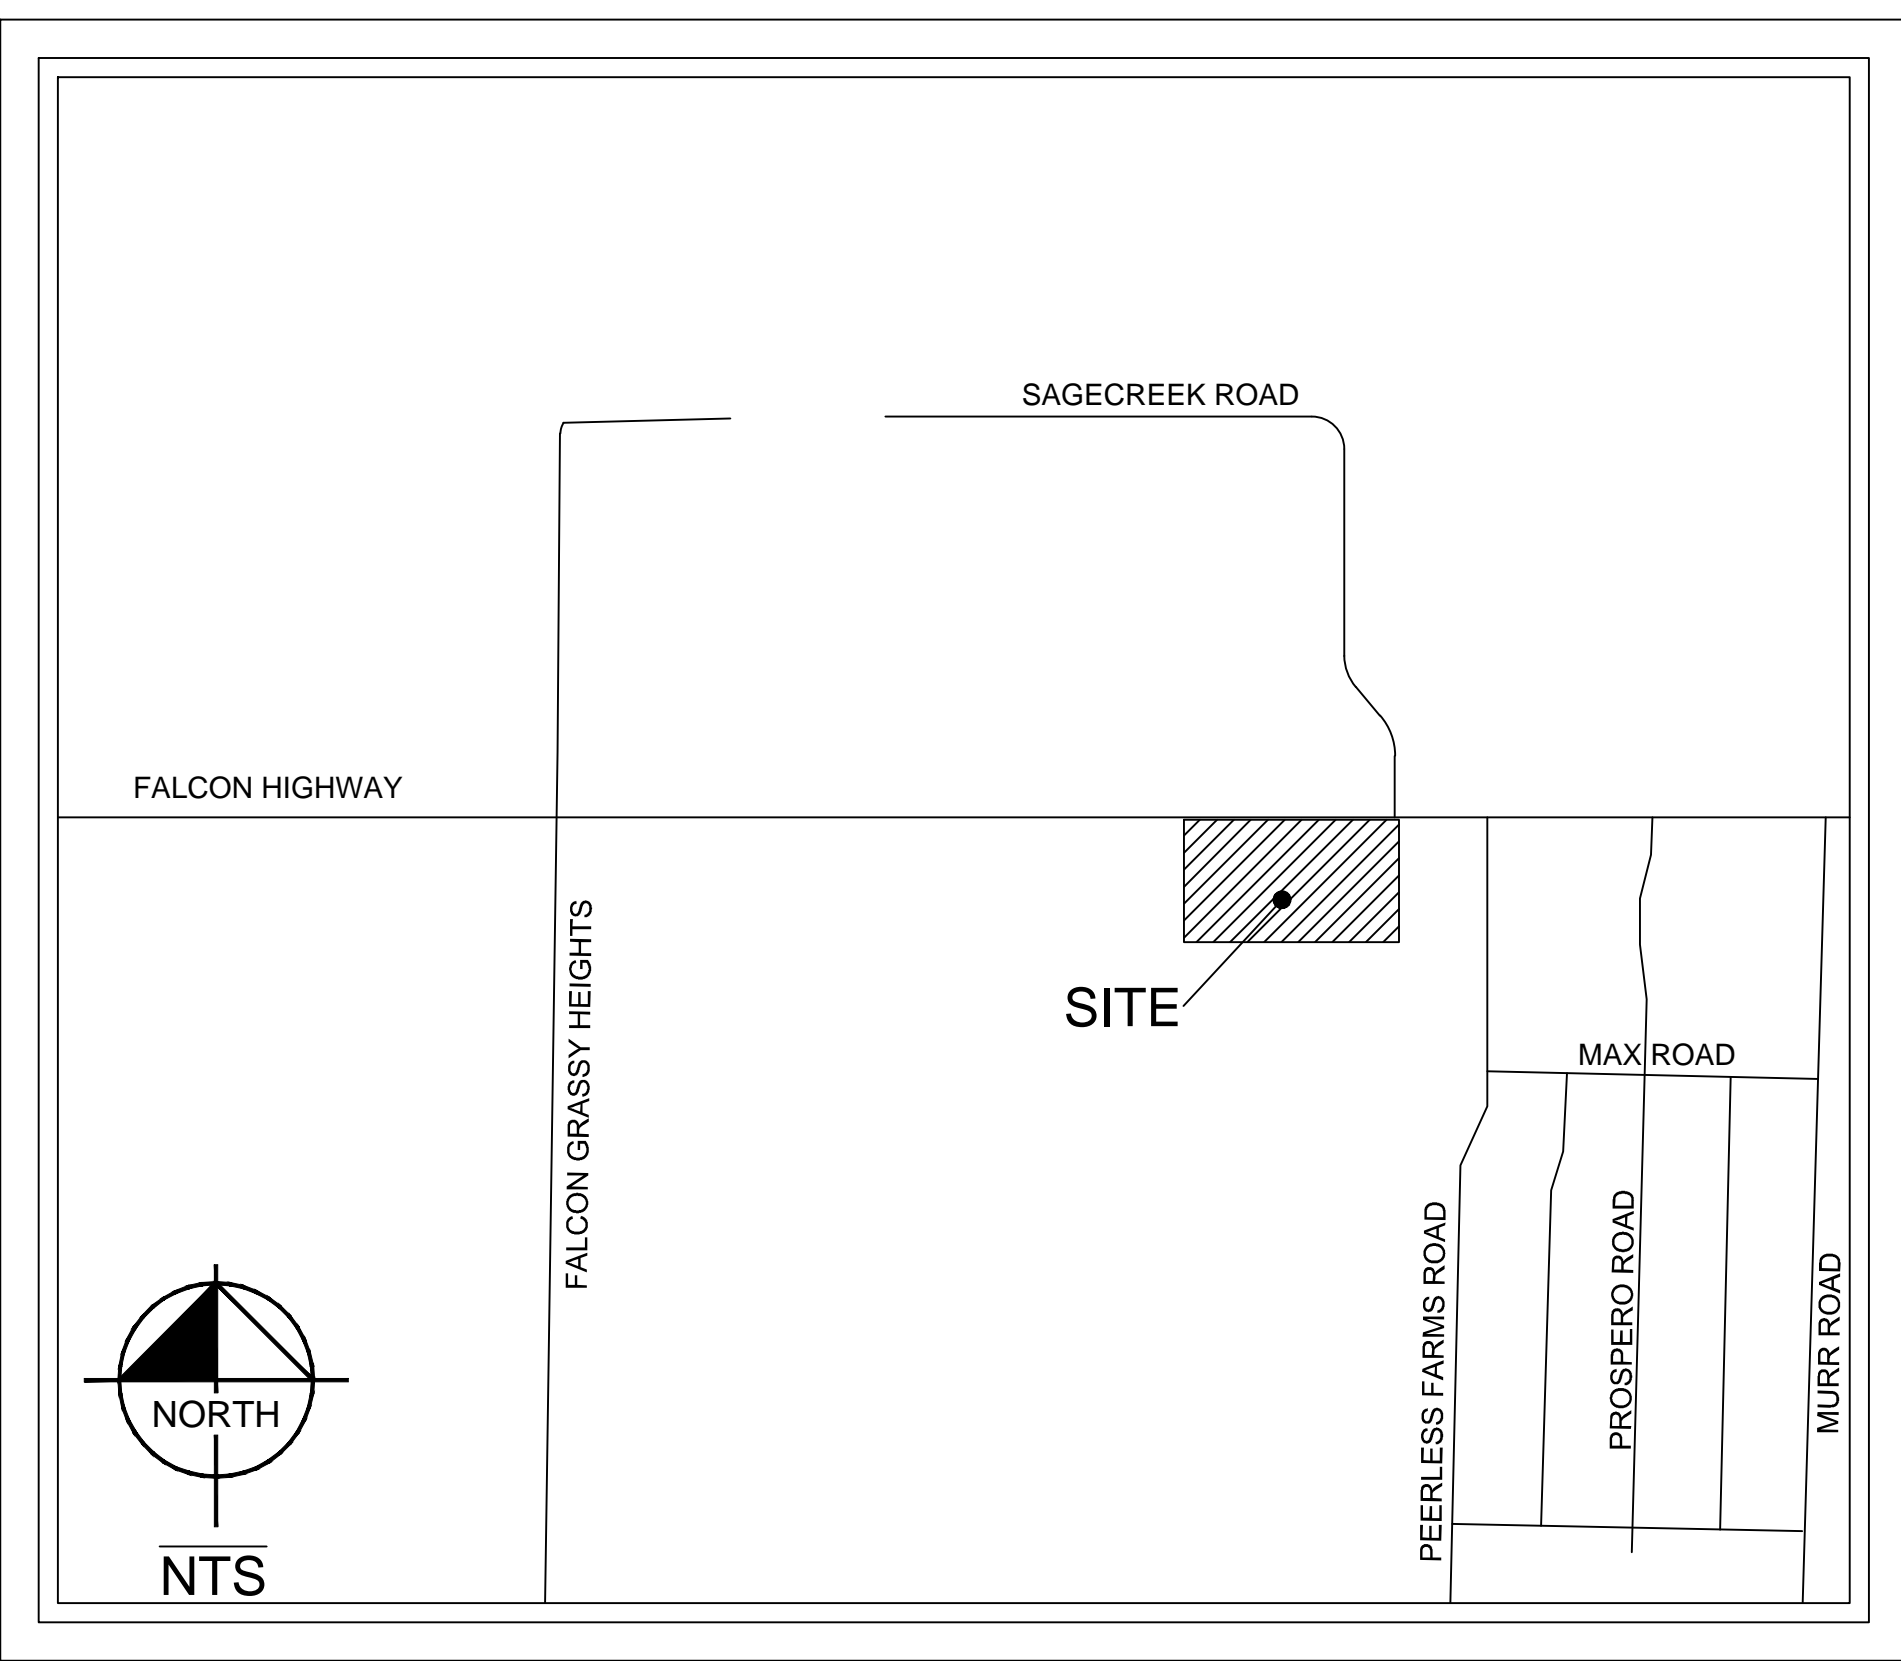 SAGECREEK ROAD
FALCON HIGHWAY
FALCON GRASSY HEIGHTS
SITE
MAX ROAD
PEERLESS FARMS ROAD
PROSPERO ROAD
MURR ROAD
NORTH
NTS